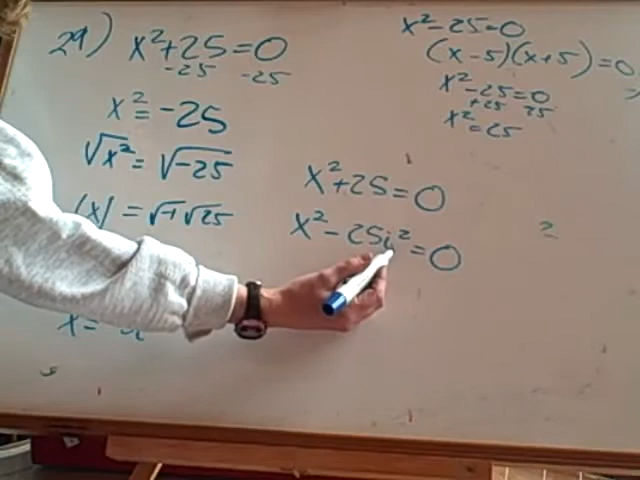 29) x²+25=0
-25 -25
x²=-25
√x²=√-25
|x|=√-1√25
x=
x²-25=0
(x-5)(x+5)=0
x²-25=0
+25 25
x²=25
x²+25=0
x²-25i²=0